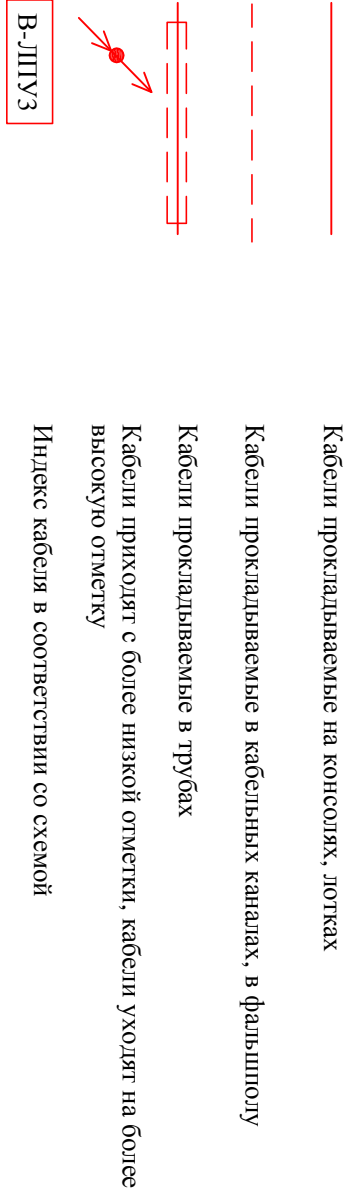 Кабели прокладываемые на консолях, лотках
Кабели прокладываемые в кабельных каналах, в фальшполу
Кабели прокладываемые в трубах
Кабели приходят с более низкой отметки, кабели уходят на более
высокую отметку
В-ЛПУ3
Индекс кабеля в соответствии со схемой